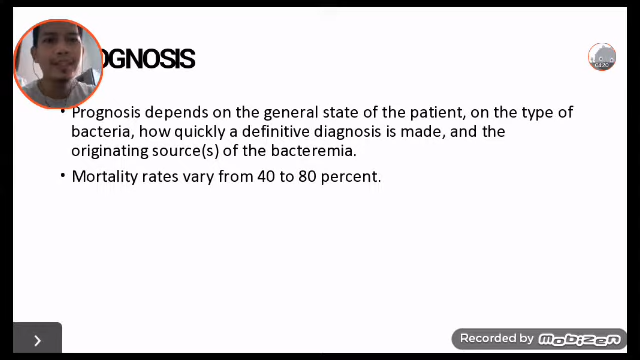 OGNOSIS
• Prognosis depends on the general state of the patient, on the type of
bacteria, how quickly a definitive diagnosis is made, and the
originating source(s) of the bacteremia.
• Mortality rates vary from 40 to 80 percent.
Recorded by MOBIZEN